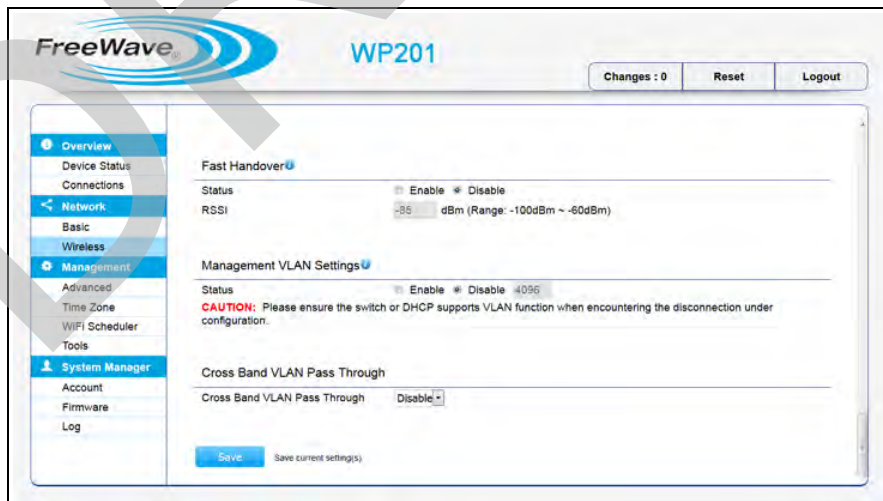 FreeWave®
WP201
Changes : 0 Reset Logout
Overview
Device Status
Connections
Network
Basic
Wireless
Management
Advanced
Time Zone
WiFi Scheduler
Tools
System Manager
Account
Firmware
Log
Fast Handover
Status Enable Disable
RSSI -85 dBm (Range: -100dBm ~ -60dBm)
Management VLAN Settings
Status Enable Disable 4096
CAUTION: Please ensure the switch or DHCP supports VLAN function when encountering the disconnection under
configuration.
Cross Band VLAN Pass Through
Cross Band VLAN Pass Through Disable
Save Save current setting(s)